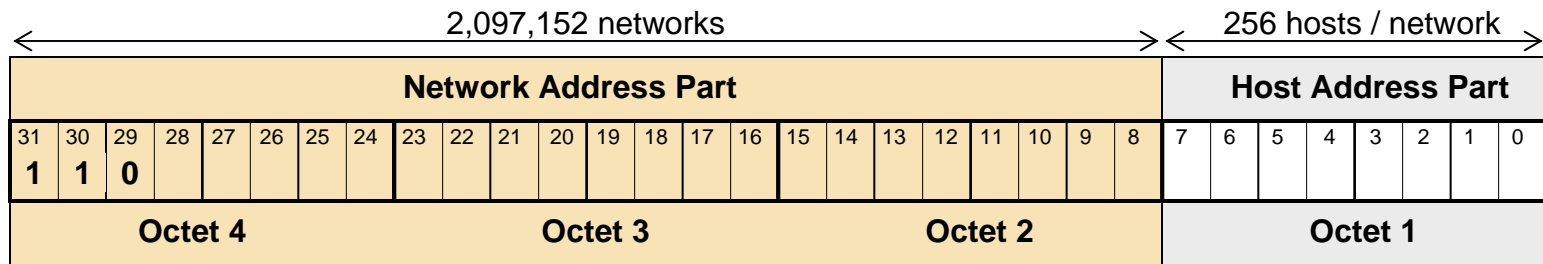 2,097,152 networks 256 hosts / network
Network Address Part Host Address Part
31 30 29 28 27 26 25 24 23 22 21 20 19 18 17 16 15 14 13 12 11 10 9 8 7 6 5 4 3 2 1 0
1 1 0
Octet 4 Octet 3 Octet 2 Octet 1